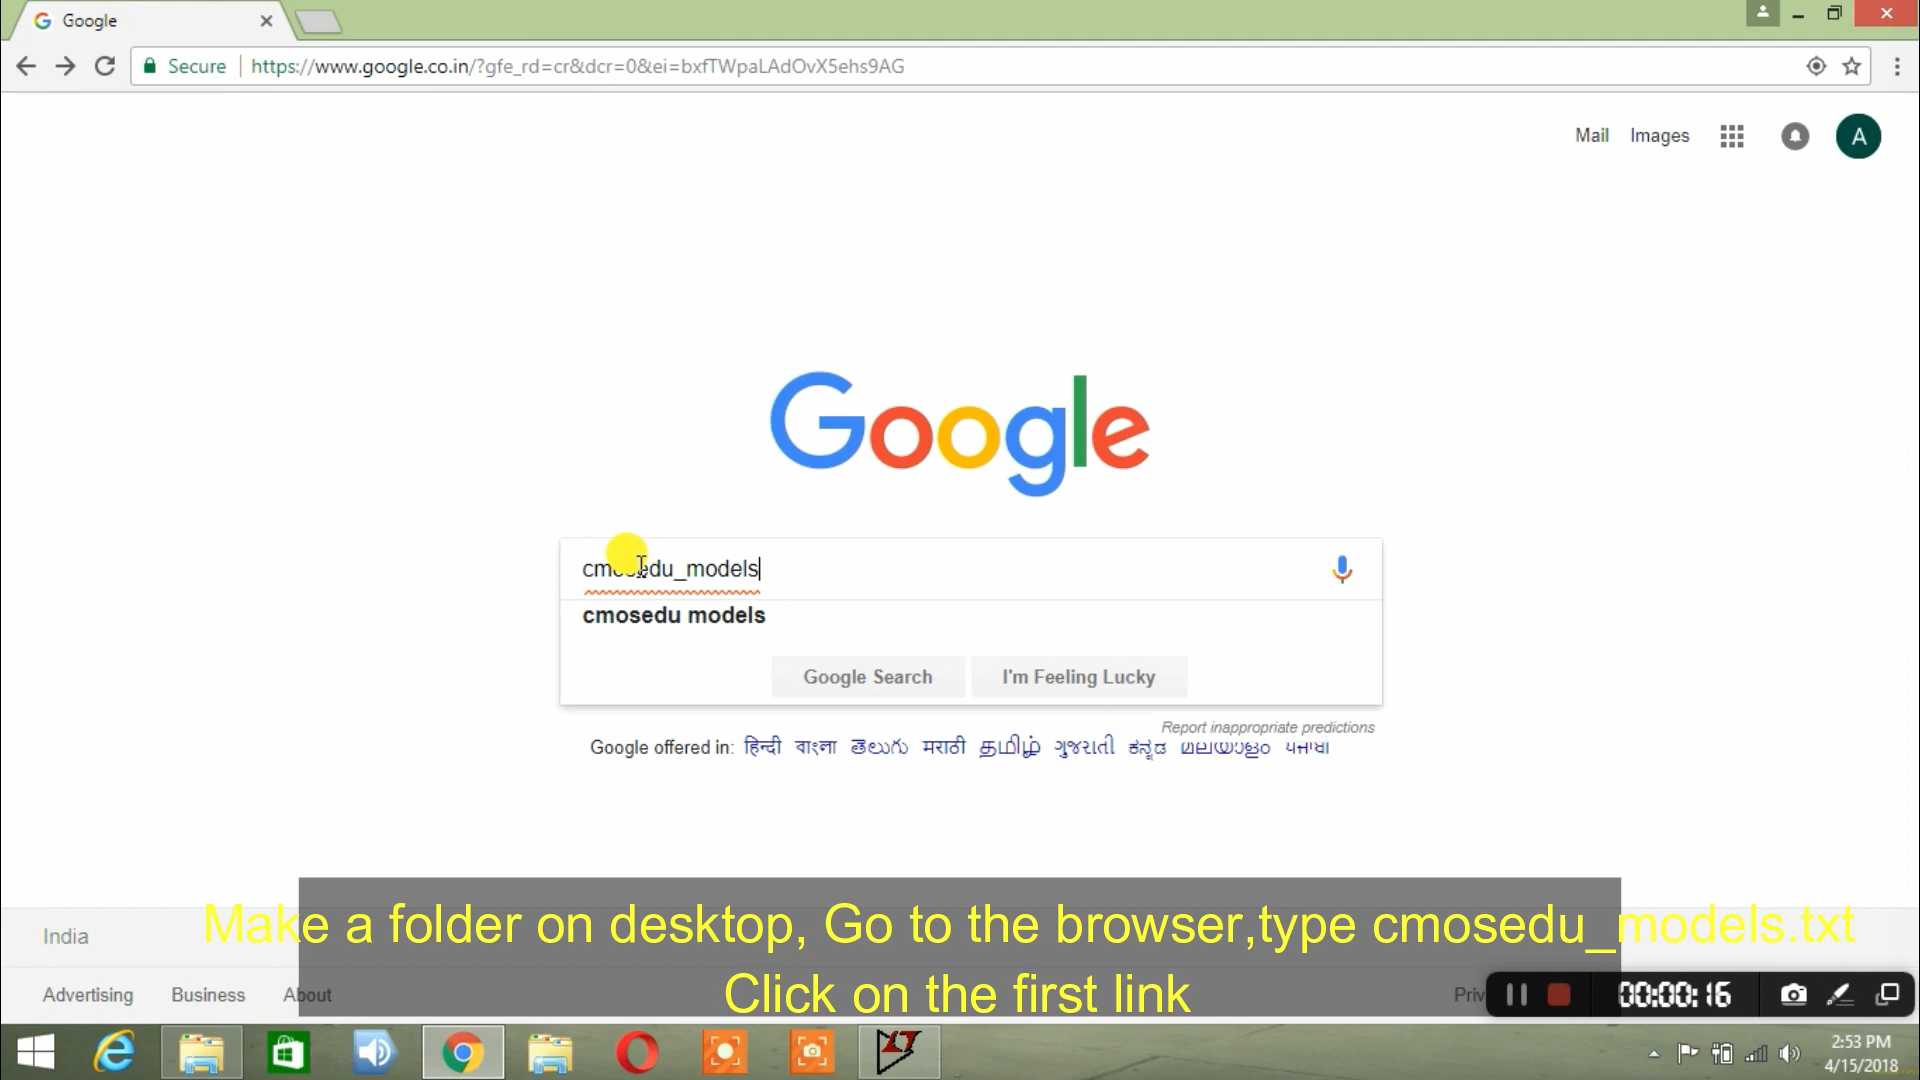 Google
Secure https://www.google.co.in/?gfe_rd=cr&dcr=0&ei=bxfTWpaLAdOvX5ehs9AG
Mail Images A
Google
cmosedu_models
cmosedu models
Google Search I'm Feeling Lucky
Report inappropriate predictions
Google offered in: हिन्दी বাংলা తెలుగు मराठी தமிழ் ગુજરાતી ಕನ್ನಡ മലയാളം ਪੰਜਾਬੀ
Make a folder on desktop, Go to the browser,type cmosedu_models.txt
India
Click on the first link
Advertising Business About Priv 00:00:16
2:53 PM
4/15/2018